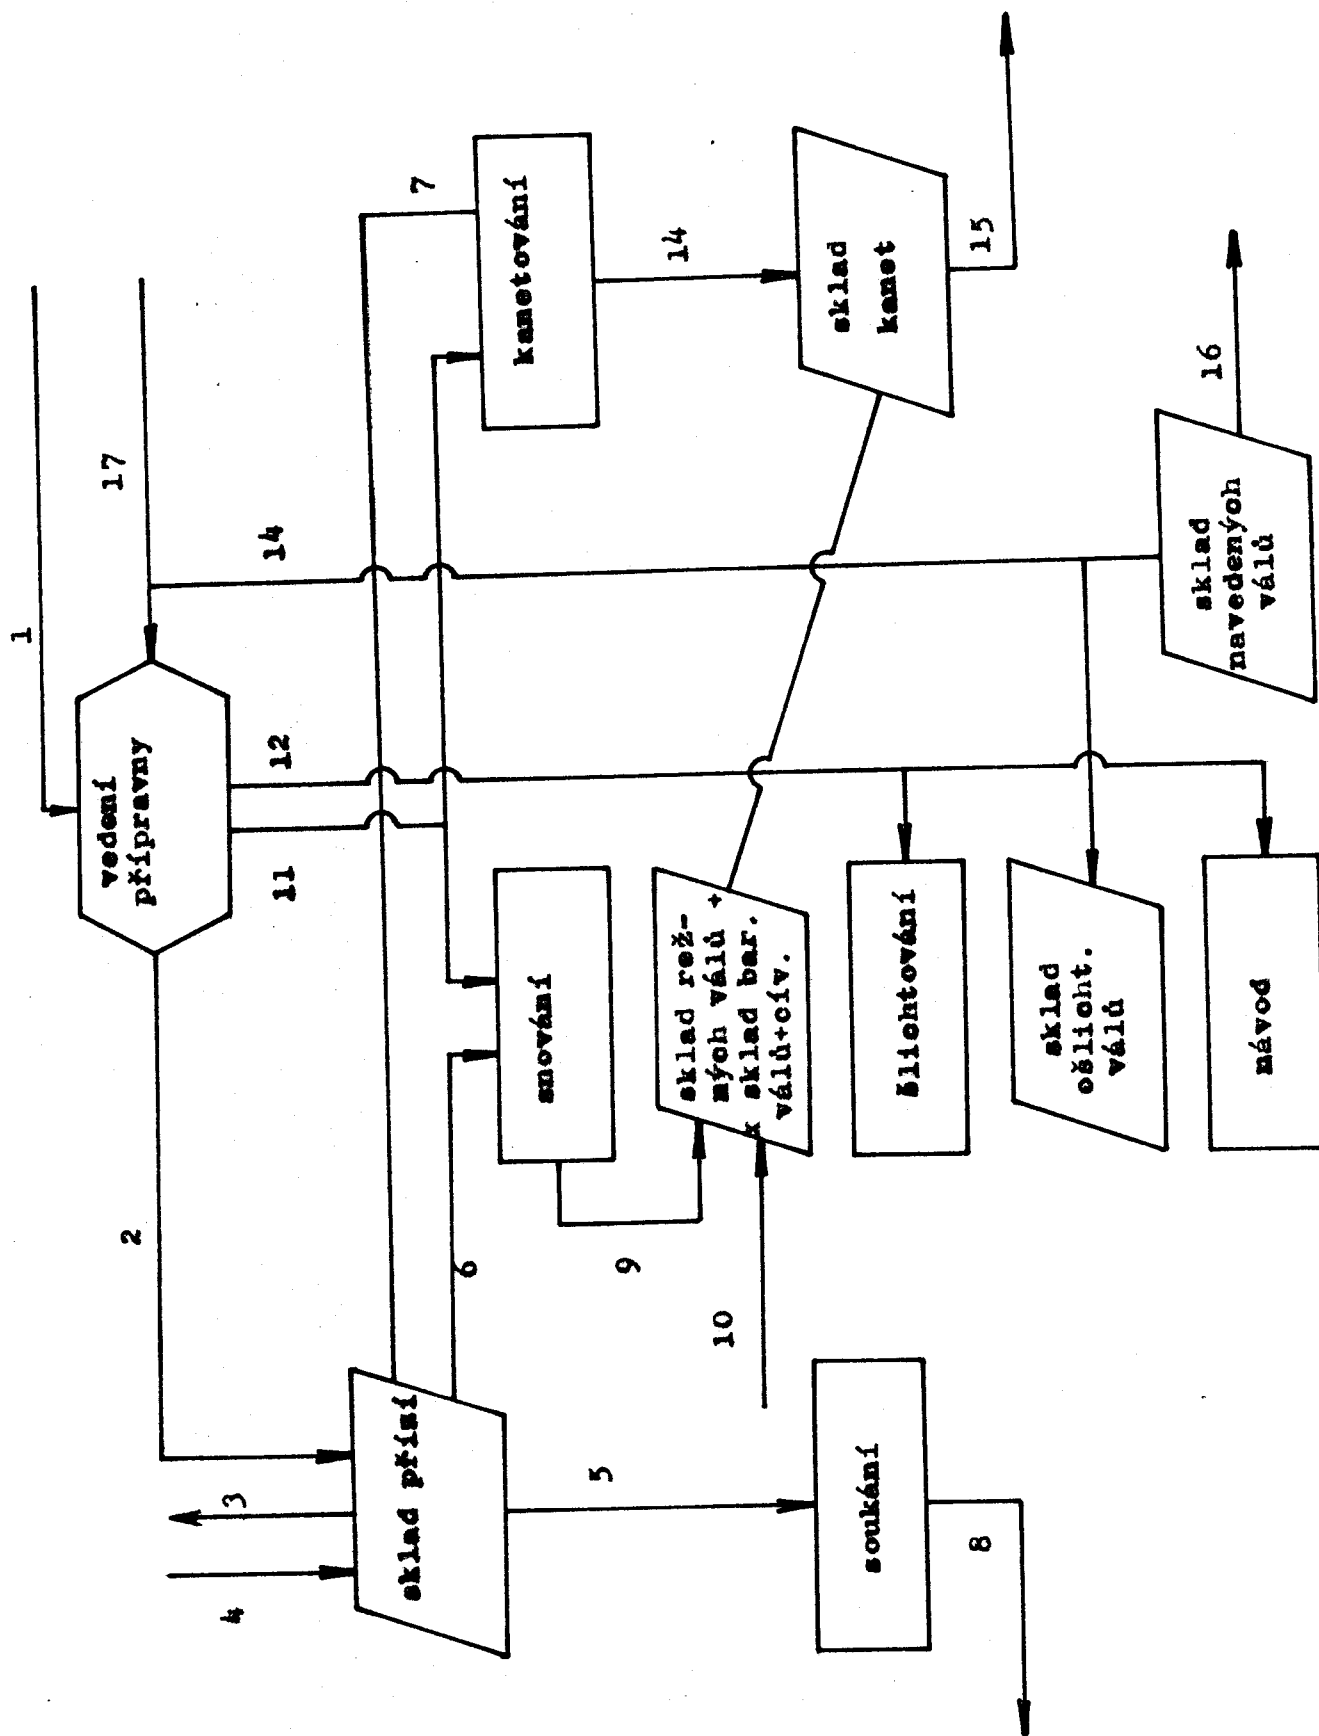 1
2
vedení
přípravny
17
4
3
11
12
14
sklad přízí
7
6
snování
kanetování
5
9
14
sklad rež-
ných válů +
x sklad bar.
válů+cív.
10
sklad
kanet
soukání
šlichtování
8
15
sklad
ošlicht.
válů
sklad
navedených
válů
16
návod